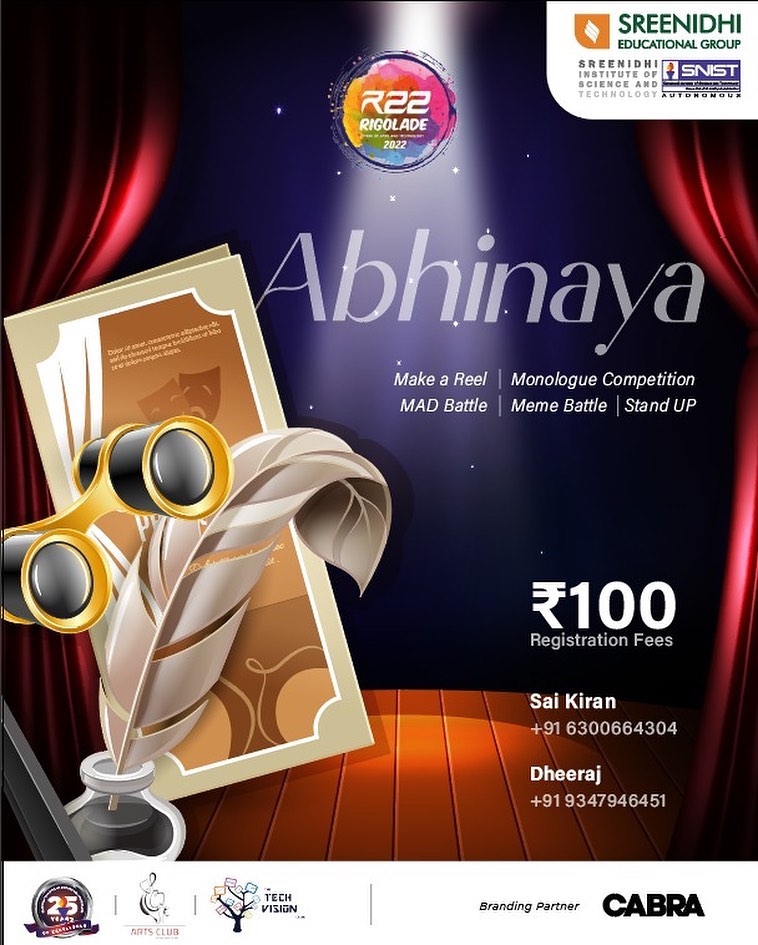 SREENIDHI
EDUCATIONAL GROUP
SREENIDHI
INSTITUTE OF
SCIENCE AND
TECHNOLOGY
SNIST
AUTONOMOUS
R22
RIGOLADE
2022
Abhinaya
Make a Reel | Monologue Competition
MAD Battle | Meme Battle | Stand UP
₹100
Registration Fees
Sai Kiran
+91 6300664304
Dheeraj
+91 9347946451
25
YEARS
ARTS CLUB
THE
TECH
VISION
Branding Partner
CABRA